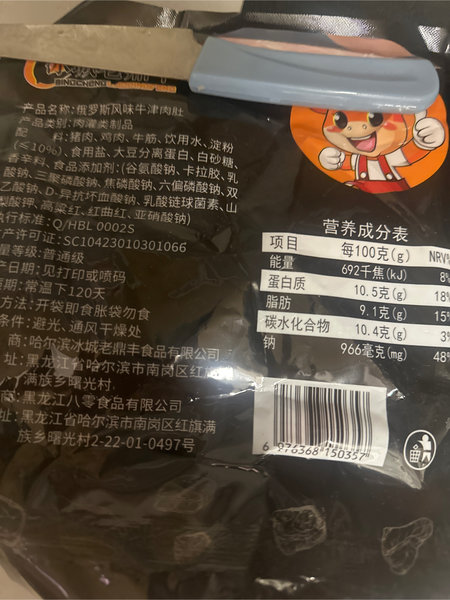 BINGCHENG
产品名称:俄罗斯风味牛津肉肚
产品类别:肉灌类制品
配 料:猪肉、鸡肉、牛筋、饮用水、淀粉
(≤10%)、食用盐、大豆分离蛋白、白砂糖、
香辛料、食品添加剂:(谷氨酸钠、卡拉胶、乳
酸钠、三聚磷酸钠、焦磷酸钠、六偏磷酸钠、双
乙酸钠、D-异抗坏血酸钠、乳酸链球菌素、山
梨酸钾、高粱红、红曲红、亚硝酸钠)
执行标准:Q/HBL 0002S
产许可证:SC10423010301066
量等级:普通级
产日期:见打印或喷码
期:常温下120天
方法:开袋即食胀袋勿食
条件:避光、通风干燥处
商:哈尔滨冰城老鼎丰食品有限公司
址:黑龙江省哈尔滨市南岗区红旗
满族乡曙光村
商:黑龙江八零食品有限公司
址:黑龙江省哈尔滨市南岗区红旗满
族乡曙光村2-22-01-0497号
营养成分表
项目 每100克(g) NRV%
能量 692千焦(kJ) 8%
蛋白质 10.5克(g) 18%
脂肪 9.1克(g) 15%
碳水化合物 10.4克(g) 3%
钠 966毫克(mg) 48%
6 976368 150357